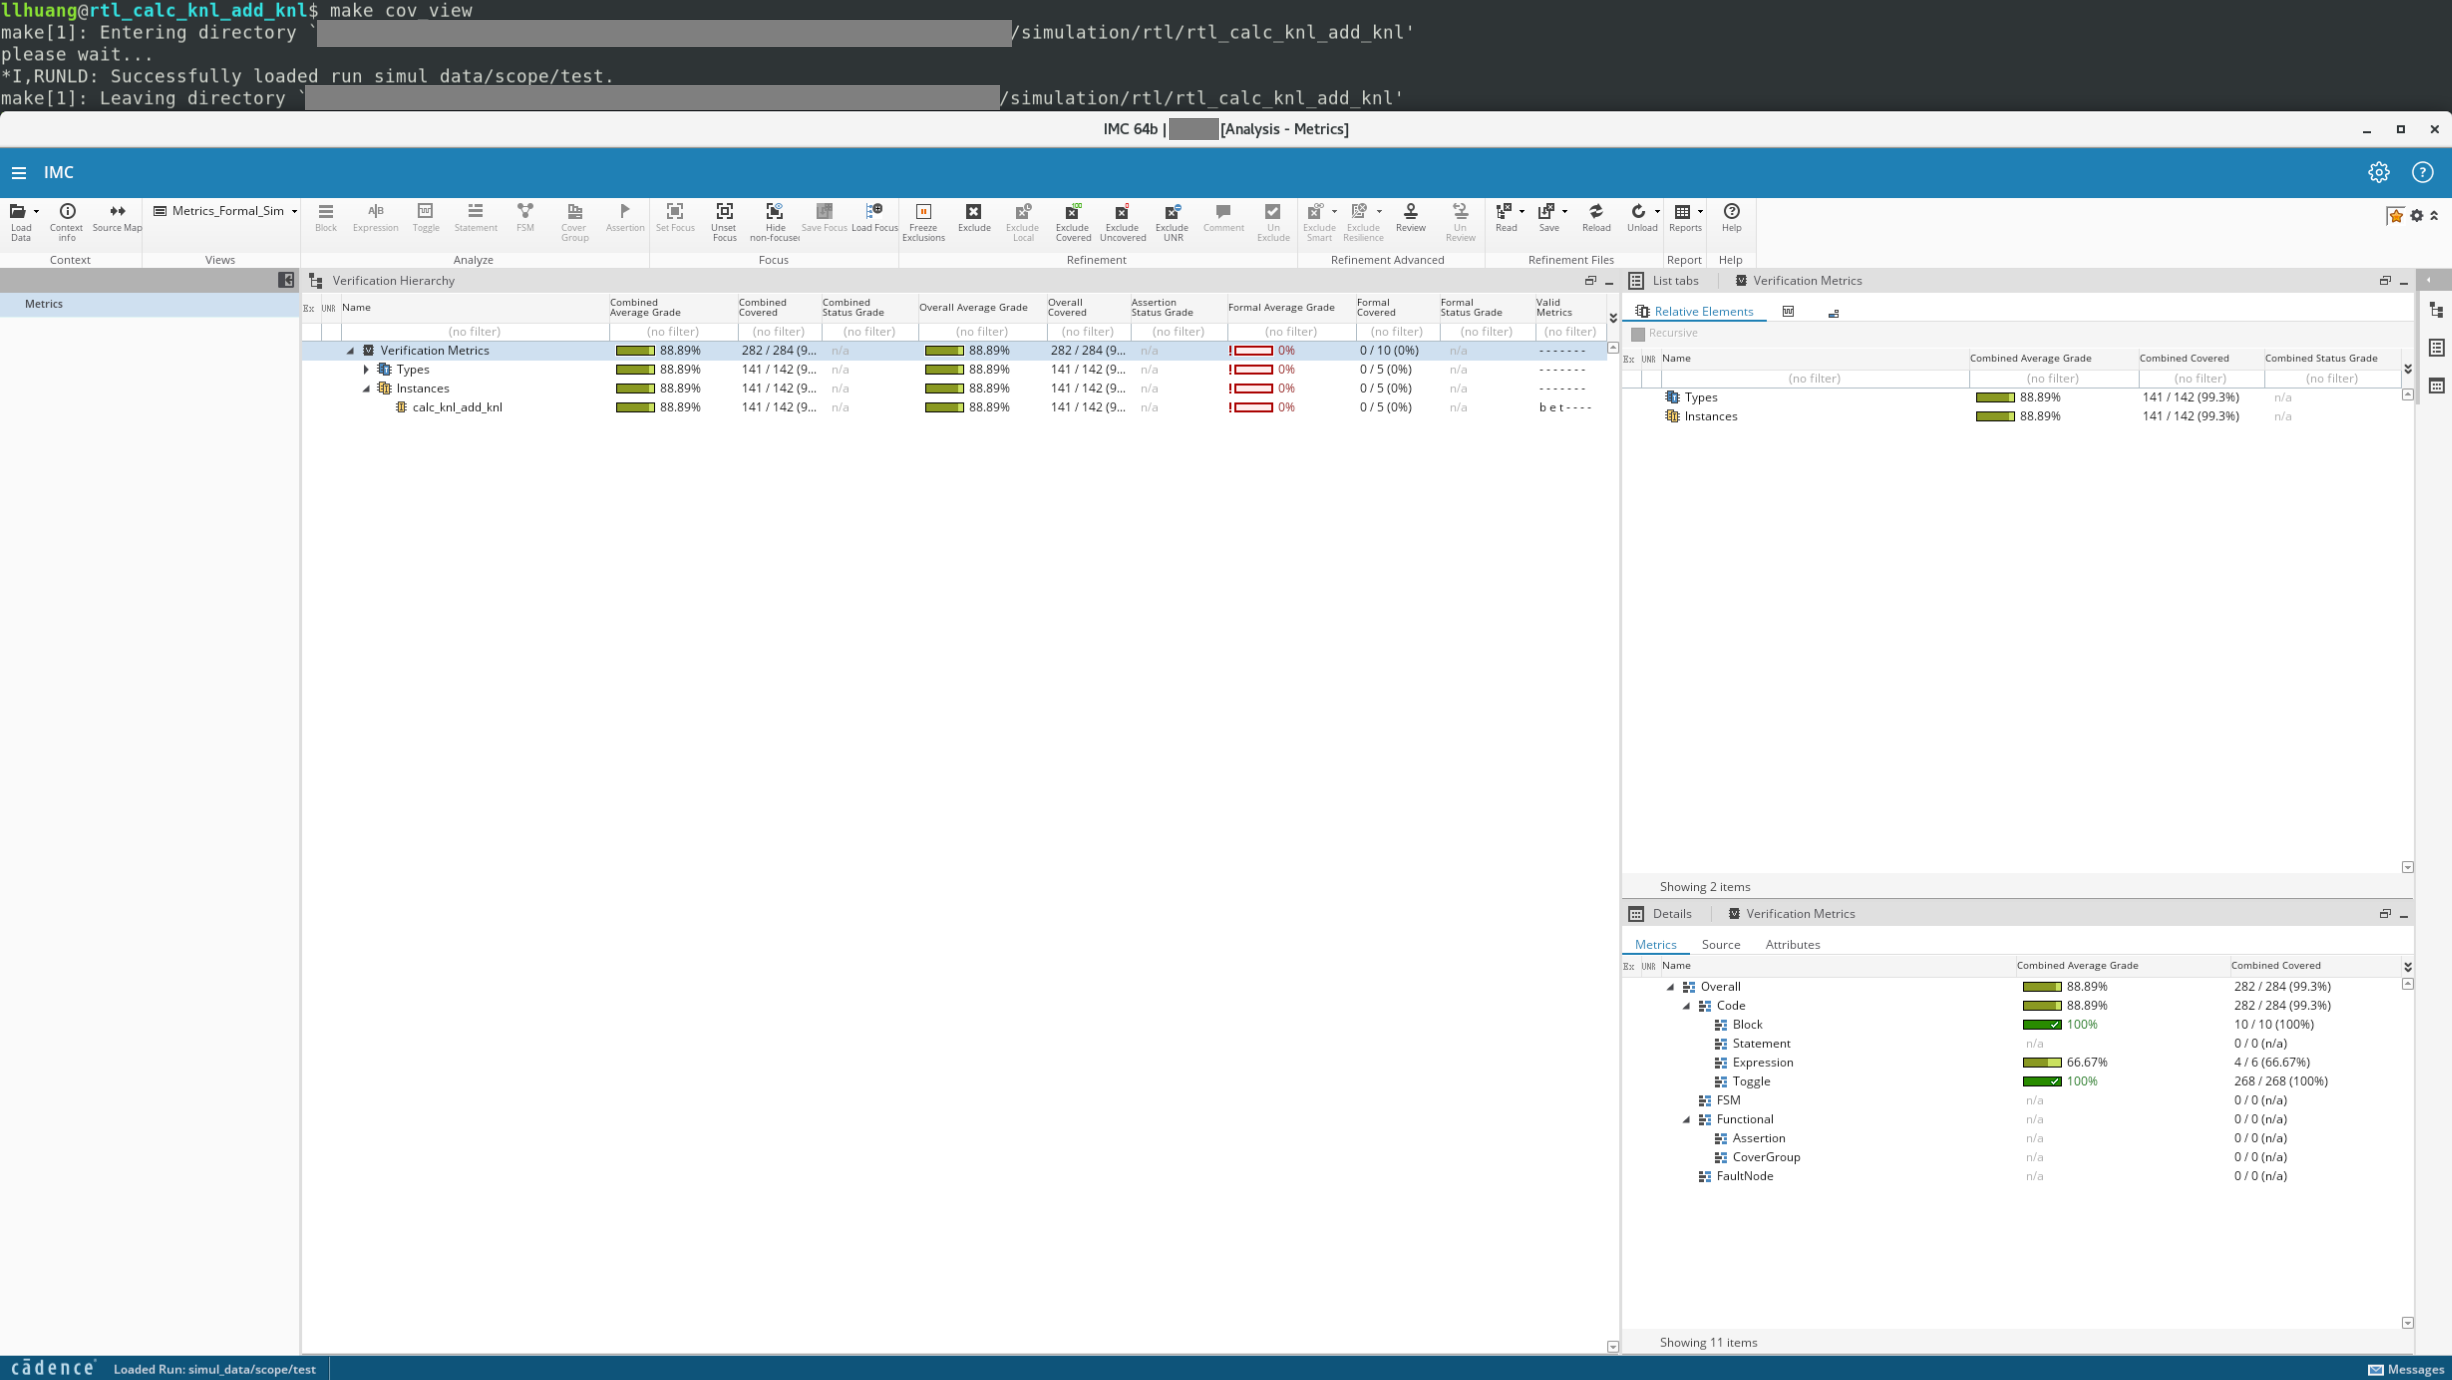 llhuang@rtl_calc_knl_add_knl$ make cov_view
make[1]: Entering directory `/simulation/rtl/rtl_calc_knl_add_knl'
please wait...
*I,RUNLD: Successfully loaded run simul_data/scope/test.
make[1]: Leaving directory `/simulation/rtl/rtl_calc_knl_add_knl'
IMC 64b | [Analysis - Metrics]
IMC
Load Data
Context info
Source Map
Metrics_Formal_Sim
Block
Expression
Toggle
Statement
FSM
Cover Group
Assertion
Set Focus
Unset Focus
Hide non-focused
Save Focus
Load Focus
Freeze Exclusions
Exclude
Exclude Local
Exclude Covered
Exclude Uncovered
Exclude UNR
Comment
Un Exclude
Exclude Smart
Exclude Resilience
Review
Un Review
Read
Save
Reload
Unload
Reports
Help
Context
Views
Analyze
Focus
Refinement
Refinement Advanced
Refinement Files
Report
Help
Metrics
Verification Hierarchy
Ex UNR Name Combined Average Grade Combined Covered Combined Status Grade Overall Average Grade Overall Covered Assertion Status Grade Formal Average Grade Formal Covered Formal Status Grade Valid Metrics
(no filter) (no filter) (no filter) (no filter) (no filter) (no filter) (no filter) (no filter) (no filter) (no filter) (no filter)
Verification Metrics 88.89% 282 / 284 (9... n/a 88.89% 282 / 284 (9... n/a ! 0% 0 / 10 (0%) n/a - - - - - - -
Types 88.89% 141 / 142 (9... n/a 88.89% 141 / 142 (9... n/a ! 0% 0 / 5 (0%) n/a - - - - - - -
Instances 88.89% 141 / 142 (9... n/a 88.89% 141 / 142 (9... n/a ! 0% 0 / 5 (0%) n/a - - - - - - -
calc_knl_add_knl 88.89% 141 / 142 (9... n/a 88.89% 141 / 142 (9... n/a ! 0% 0 / 5 (0%) n/a b e t - - - -
List tabs Verification Metrics
Relative Elements
Recursive
Ex UNR Name Combined Average Grade Combined Covered Combined Status Grade
(no filter) (no filter) (no filter) (no filter)
Types 88.89% 141 / 142 (99.3%) n/a
Instances 88.89% 141 / 142 (99.3%) n/a
Showing 2 items
Details Verification Metrics
Metrics Source Attributes
Ex UNR Name Combined Average Grade Combined Covered
Overall 88.89% 282 / 284 (99.3%)
Code 88.89% 282 / 284 (99.3%)
Block 100% 10 / 10 (100%)
Statement n/a 0 / 0 (n/a)
Expression 66.67% 4 / 6 (66.67%)
Toggle 100% 268 / 268 (100%)
FSM n/a 0 / 0 (n/a)
Functional n/a 0 / 0 (n/a)
Assertion n/a 0 / 0 (n/a)
CoverGroup n/a 0 / 0 (n/a)
FaultNode n/a 0 / 0 (n/a)
Showing 11 items
cādence Loaded Run: simul_data/scope/test
Messages